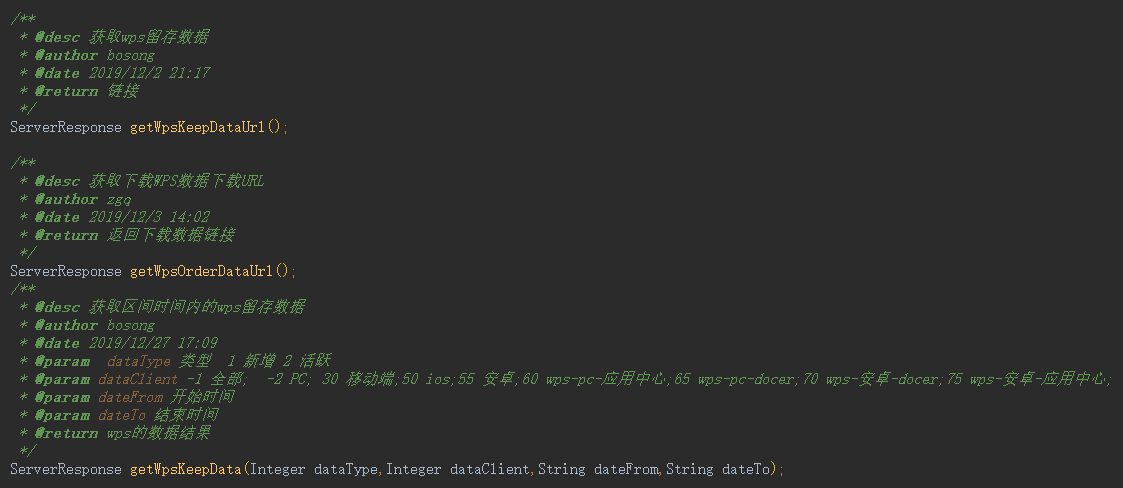 /**
* @desc 获取wps留存数据
* @author bosong
* @date 2019/12/2 21:17
* @return 链接
*/
ServerResponse getWpsKeepDataUrl();
/**
* @desc 获取下载WPS数据下载URL
* @author zgq
* @date 2019/12/3 14:02
* @return 返回下载数据链接
*/
ServerResponse getWpsOrderDataUrl();
/**
* @desc 获取区间时间内的wps留存数据
* @author bosong
* @date 2019/12/27 17:09
* @param  dataType 类型  1 新增 2 活跃
* @param dataClient -1 全部;  -2 PC; 30 移动端;50 ios;55 安卓;60 wps-pc-应用中心;65 wps-pc-docer;70 wps-安卓-docer;75 wps-安卓-应用中心;
* @param dateFrom 开始时间
* @param dateTo 结束时间
* @return wps的数据结果
*/
ServerResponse getWpsKeepData(Integer dataType,Integer dataClient,String dateFrom,String dateTo);